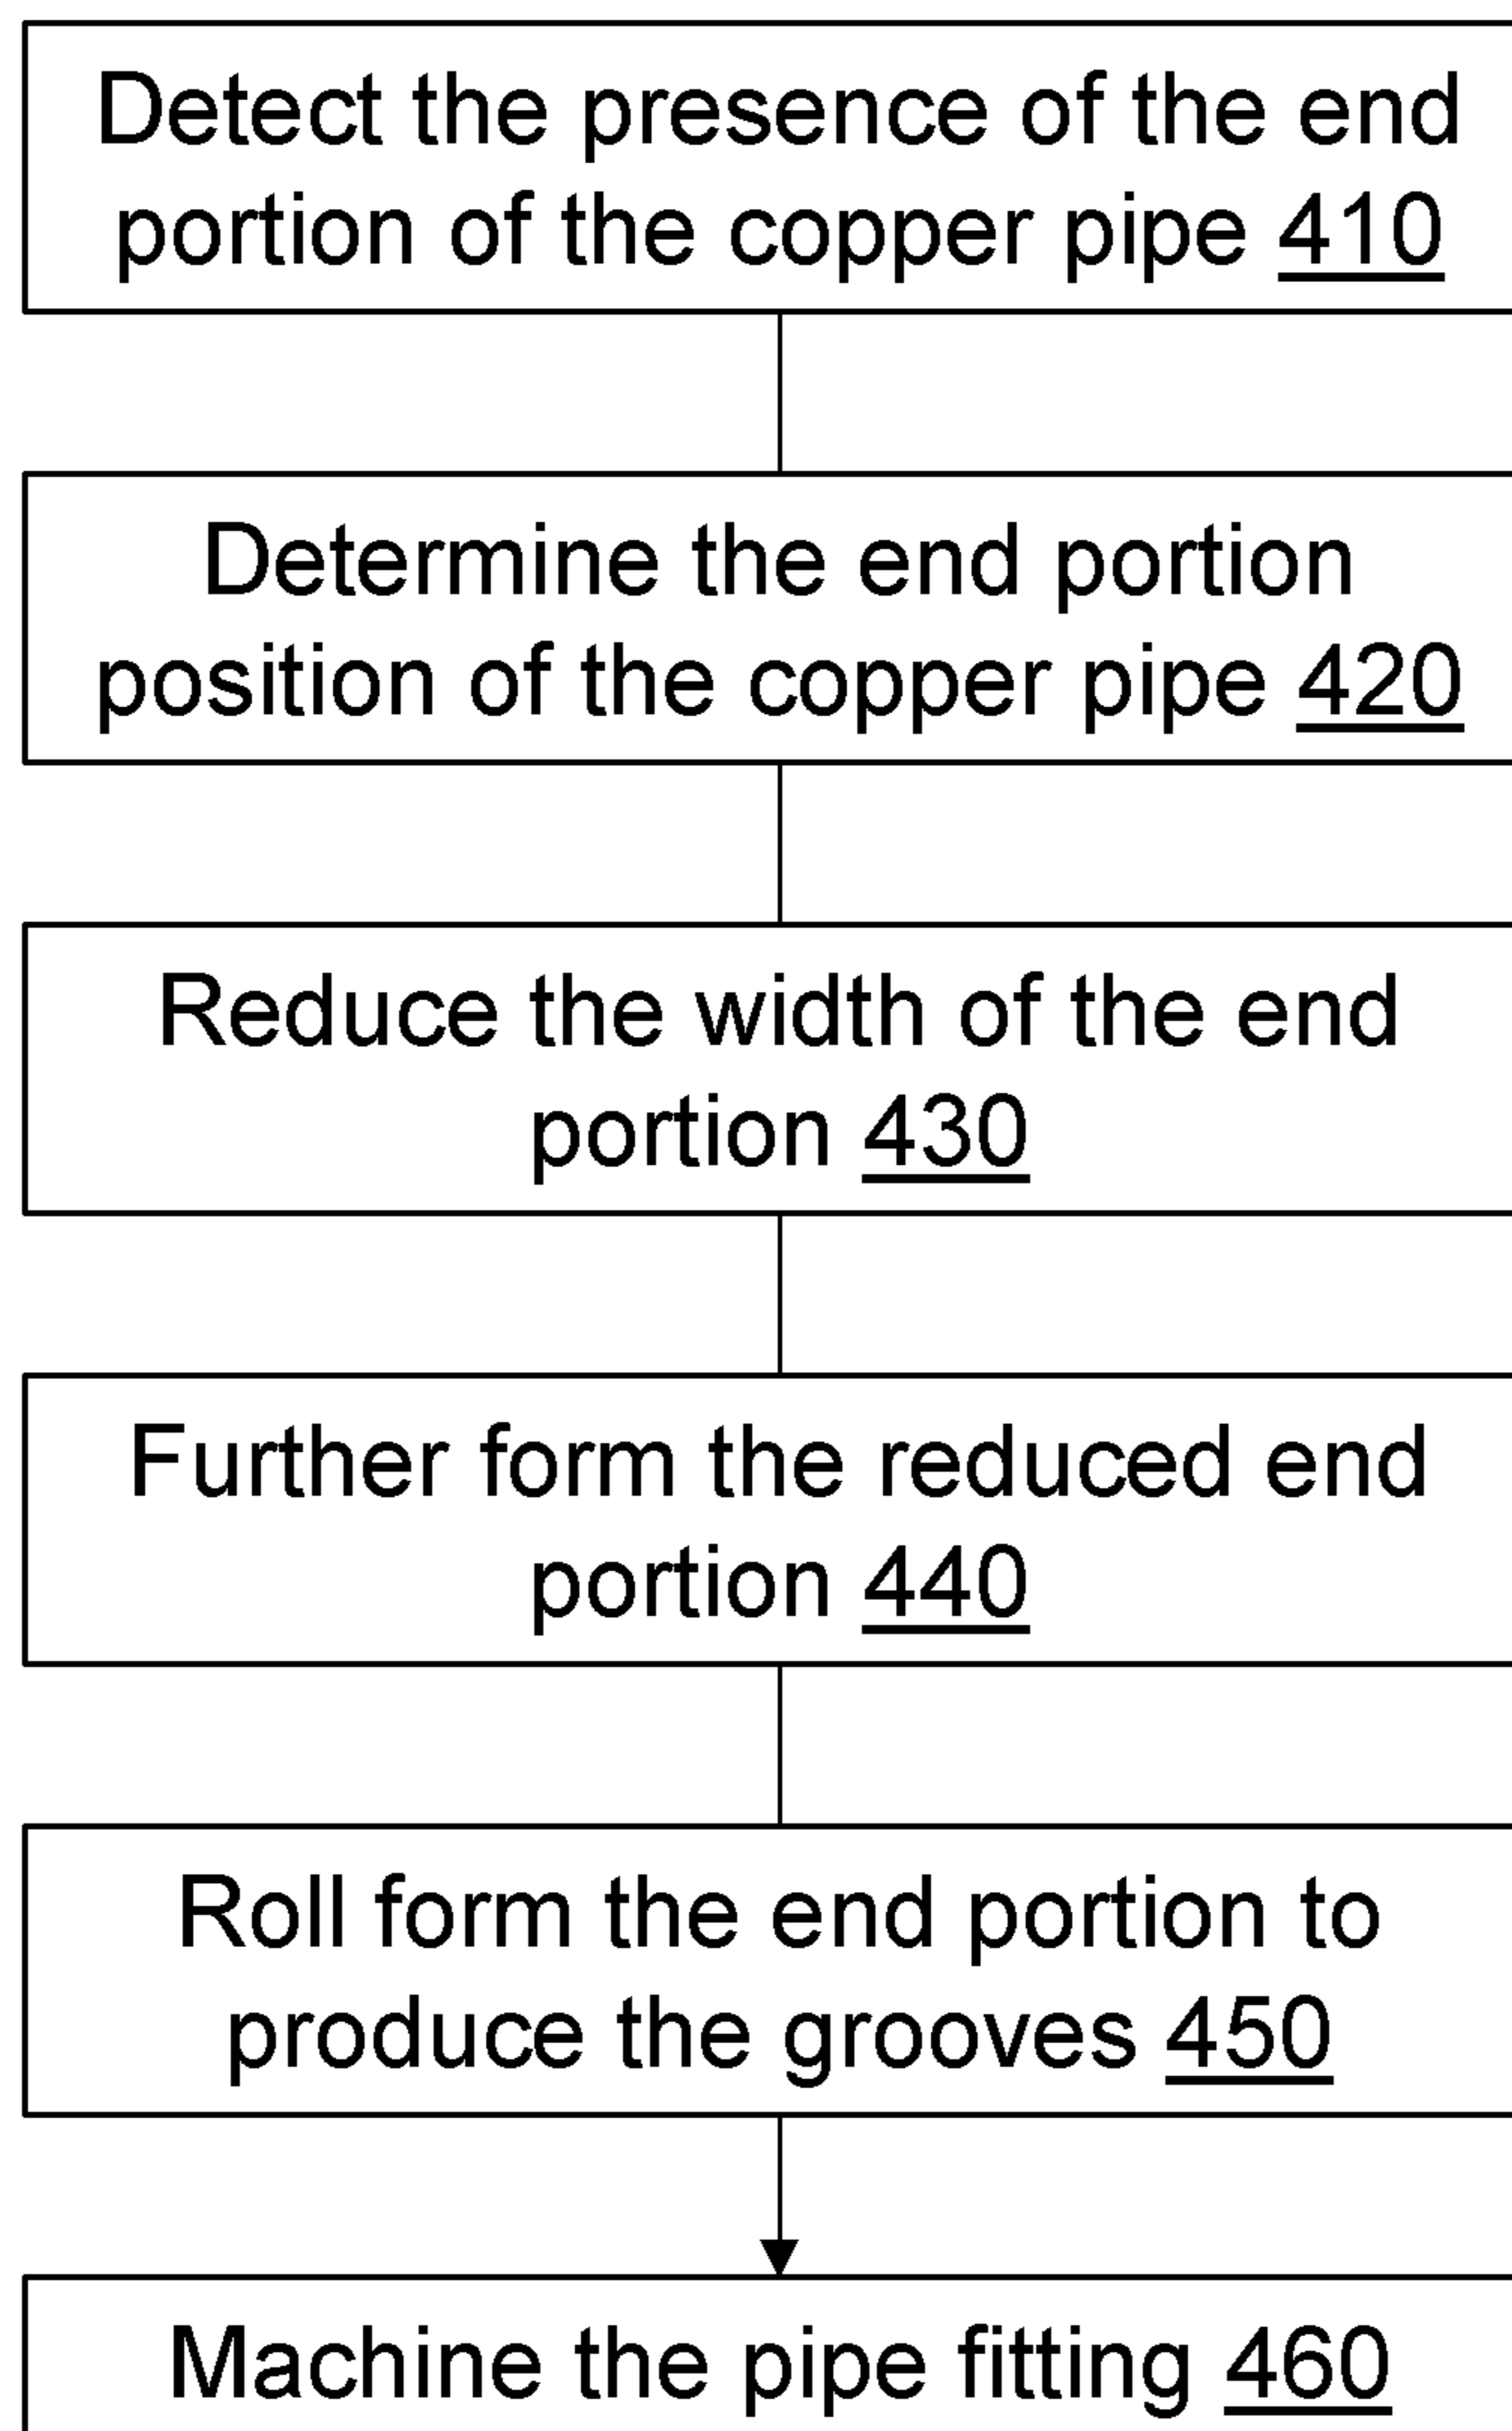 Detect the presence of the end
portion of the copper pipe 410
Determine the end portion
position of the copper pipe 420
Reduce the width of the end
portion 430
Further form the reduced end
portion 440
Roll form the end portion to
produce the grooves 450
Machine the pipe fitting 460